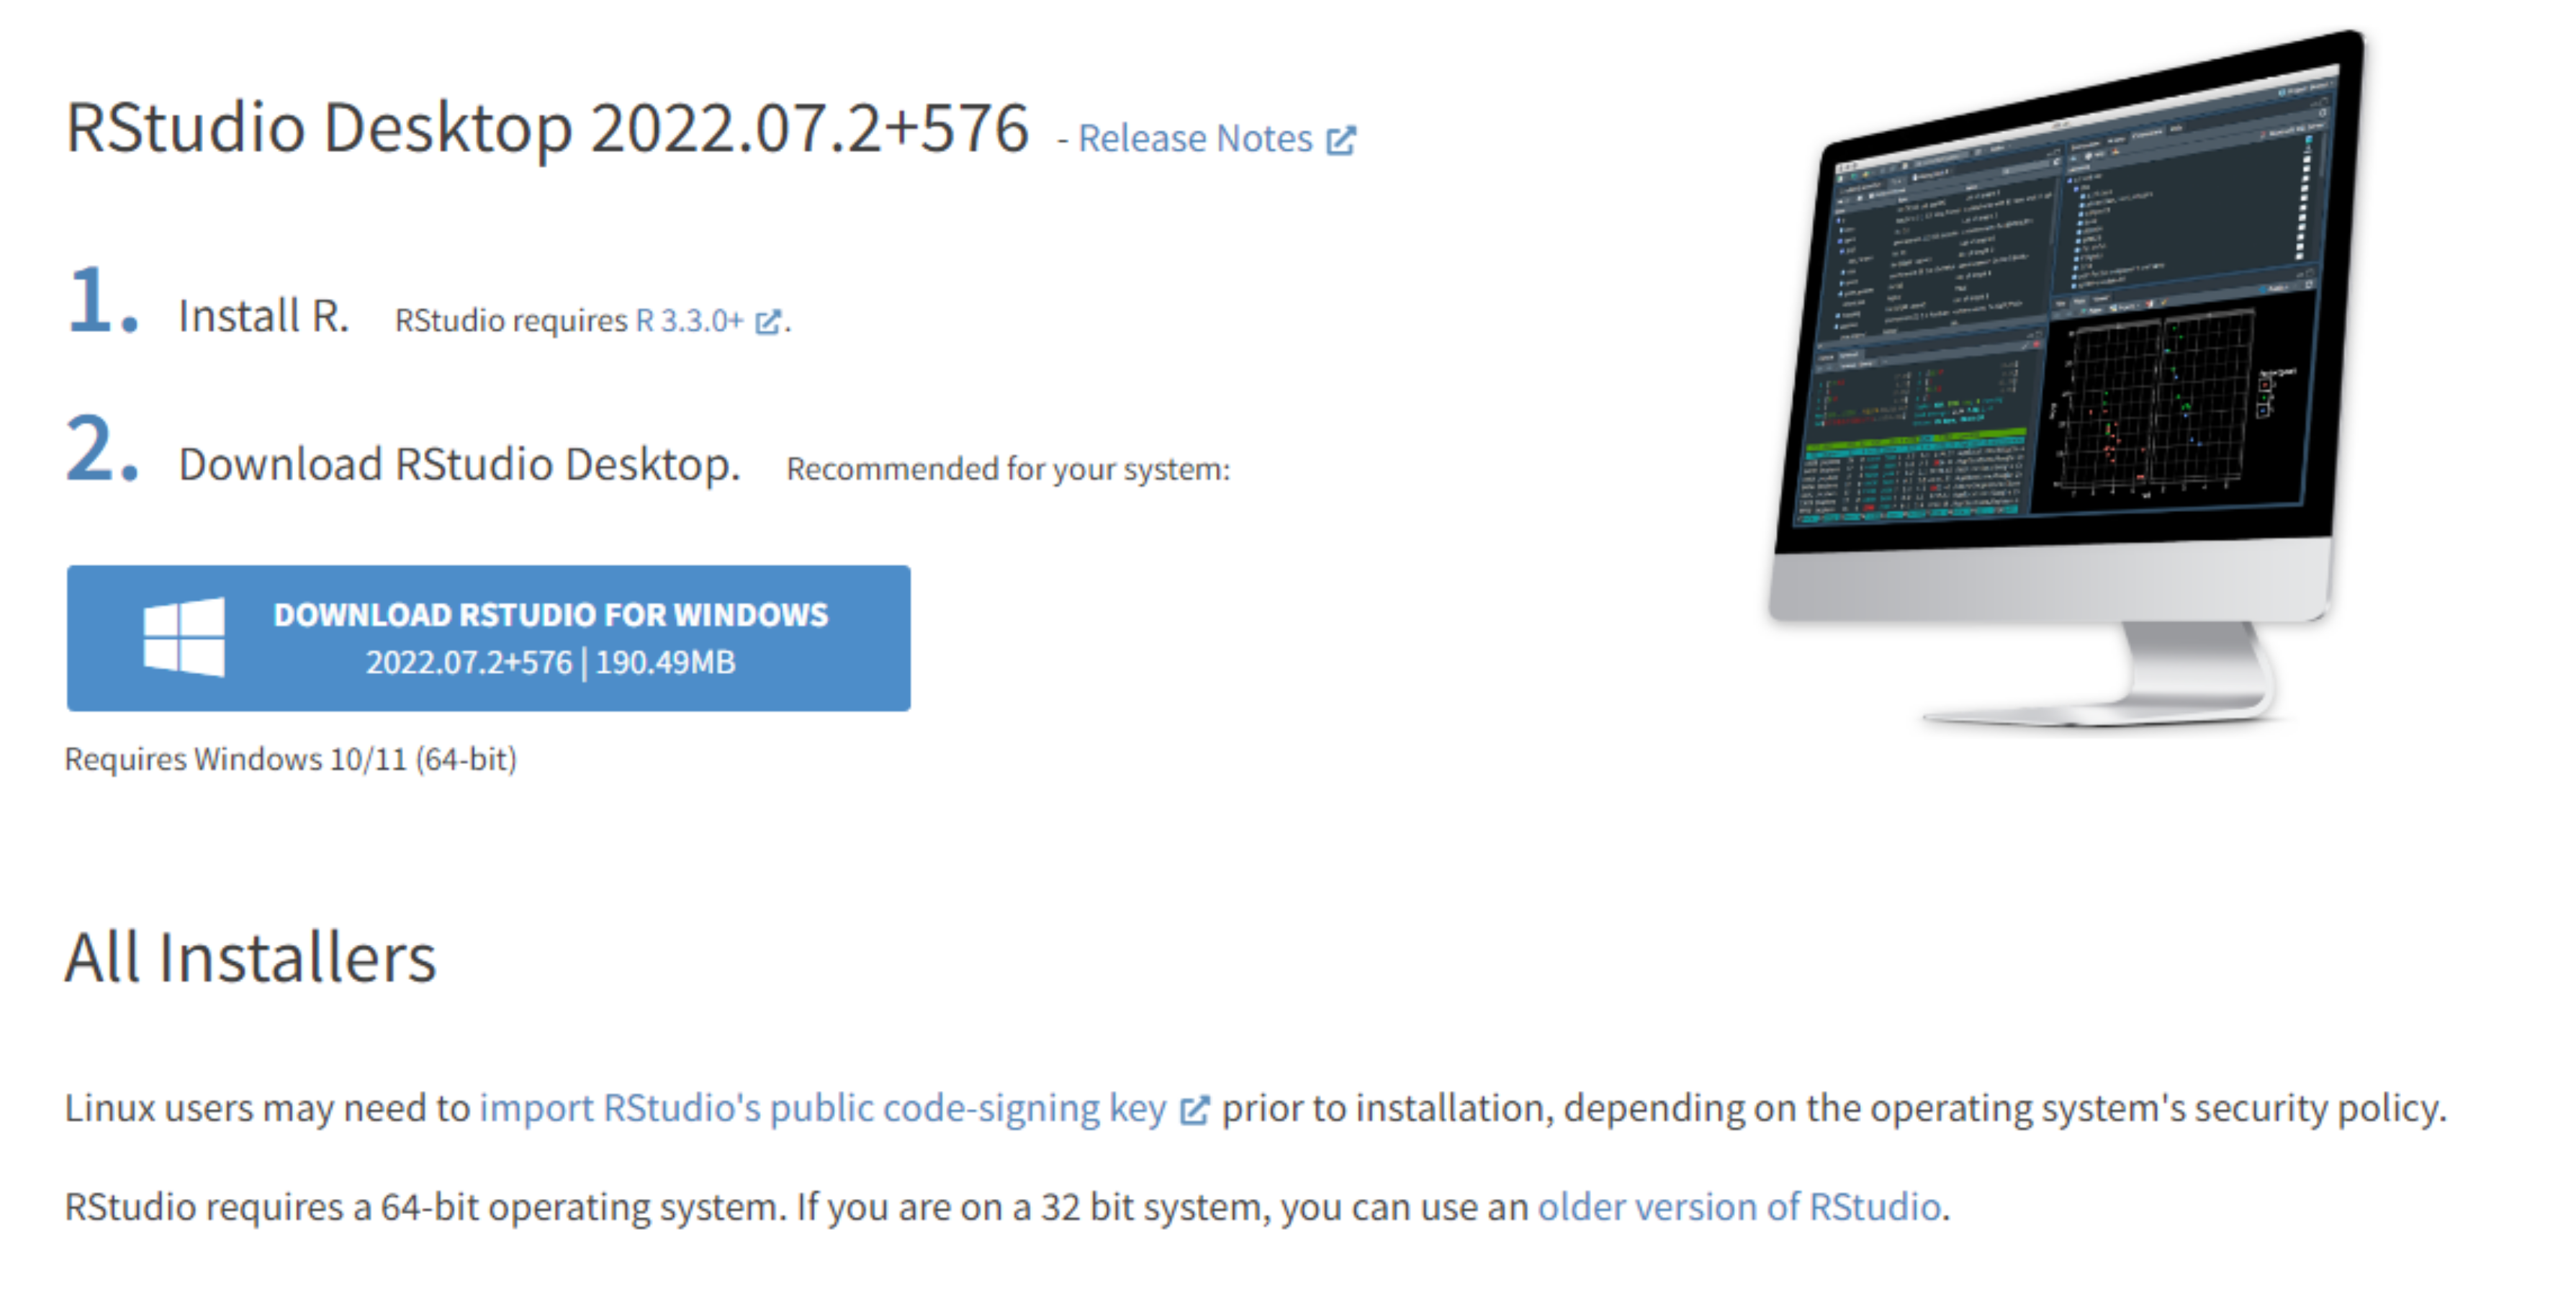 RStudio Desktop 2022.07.2+576 - Release Notes
1. Install R. RStudio requires R 3.3.0+.
2. Download RStudio Desktop. Recommended for your system:
DOWNLOAD RSTUDIO FOR WINDOWS
2022.07.2+576 | 190.49MB
Requires Windows 10/11 (64-bit)
All Installers
Linux users may need to import RStudio's public code-signing key prior to installation, depending on the operating system's security policy.
RStudio requires a 64-bit operating system. If you are on a 32 bit system, you can use an older version of RStudio.